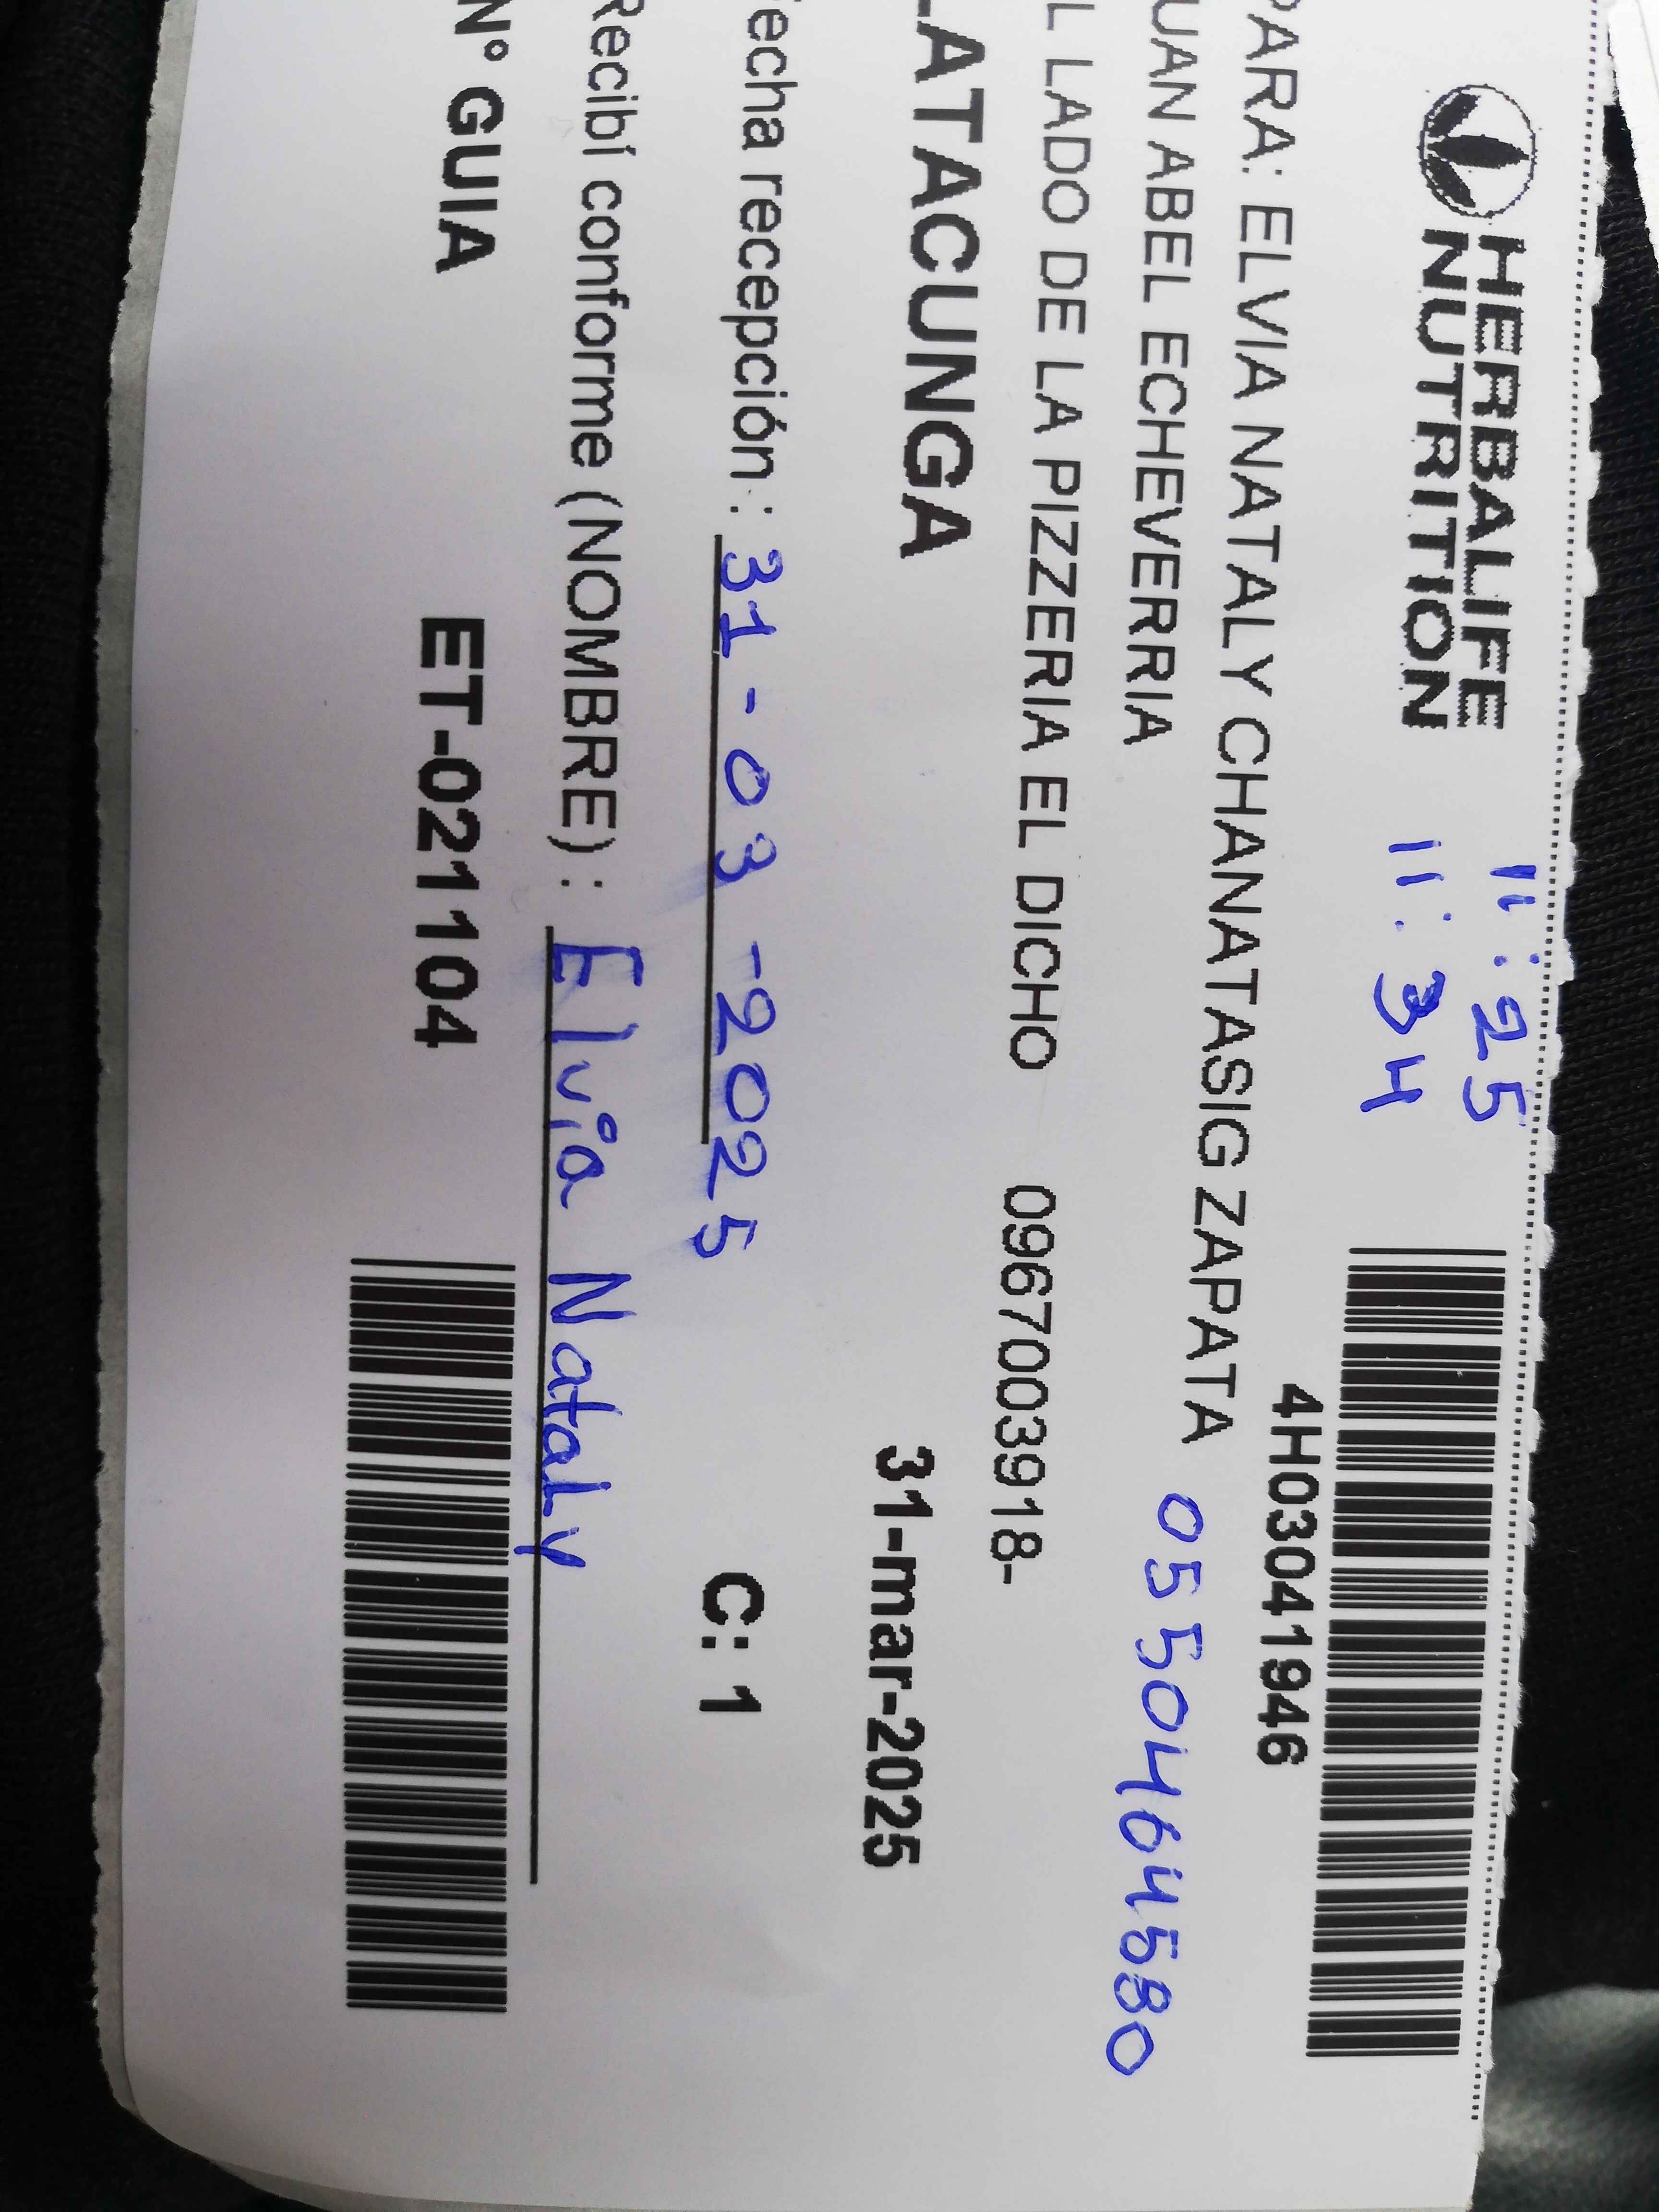 HERBALIFE
NUTRITION
11:25
11:34
4H03041946
PARA: ELVIA NATALY CHANATASIG ZAPATA 0550464580
UAN ABEL ECHEVERRIA
L LADO DE LA PIZZERIA EL DICHO 0967003918-
LATACUNGA 31-mar-2025
echa recepción : 31-03-2025 C: 1
Recibí conforme (NOMBRE) : Elvia Nataly
N° GUIA ET-021104